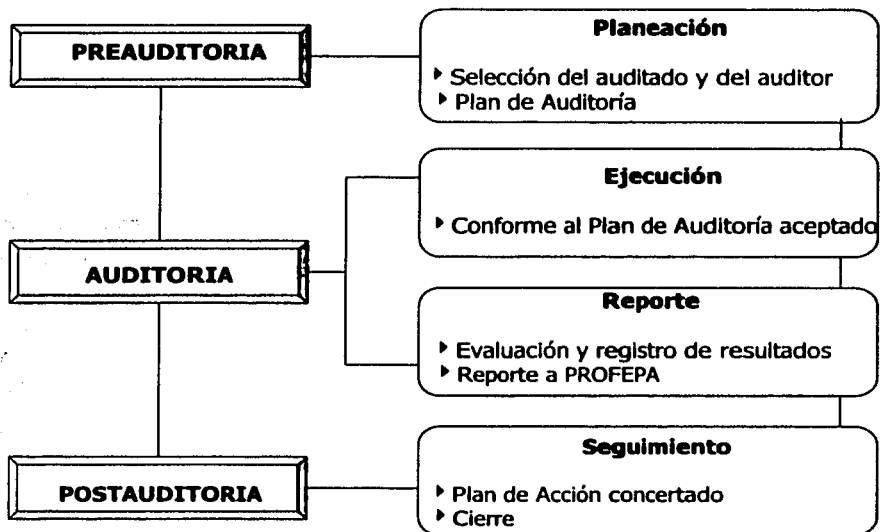 PREAUDITORIA
Planeación
Selección del auditado y del auditor
Plan de Auditoría
AUDITORIA
Ejecución
Conforme al Plan de Auditoría aceptado
Reporte
Evaluación y registro de resultados
Reporte a PROFEPA
POSTAUDITORIA
Seguimiento
Plan de Acción concertado
Cierre